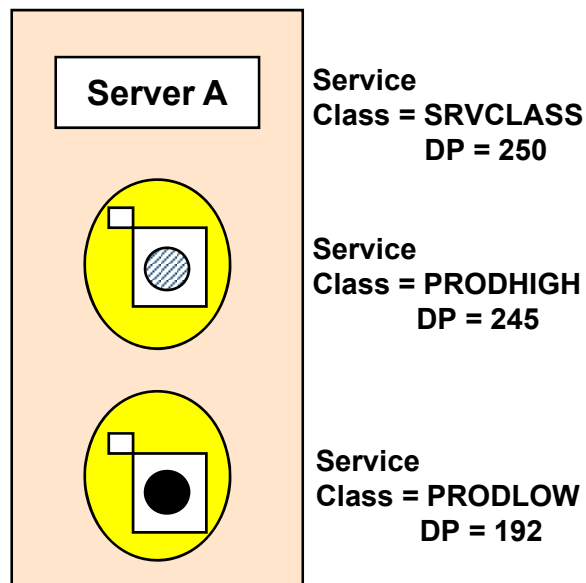 Server A
Service
Class = SRVCLASS
DP = 250
Service
Class = PRODHIGH
DP = 245
Service
Class = PRODLOW
DP = 192